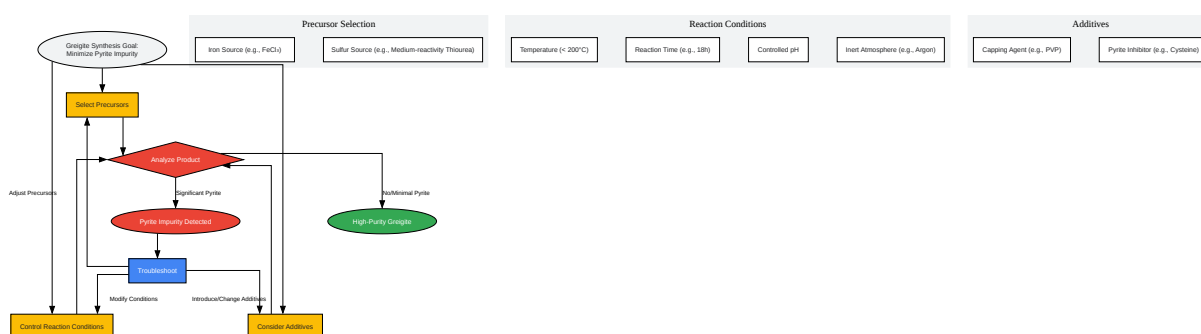 Precursor Selection
Reaction Conditions
Additives
Greigite Synthesis Goal:
Minimize Pyrite Impurity
Iron Source (e.g., FeCl₂)
Sulfur Source (e.g., Medium-reactivity Thiourea)
Temperature (< 200°C)
Reaction Time (e.g., 18h)
Controlled pH
Inert Atmosphere (e.g., Argon)
Capping Agent (e.g., PVP)
Pyrite Inhibitor (e.g., Cysteine)
Select Precursors
Analyze Product
Adjust Precursors
Significant Pyrite
No/Minimal Pyrite
Pyrite Impurity Detected
High-Purity Greigite
Troubleshoot
Modify Conditions
Introduce/Change Additives
Control Reaction Conditions
Consider Additives